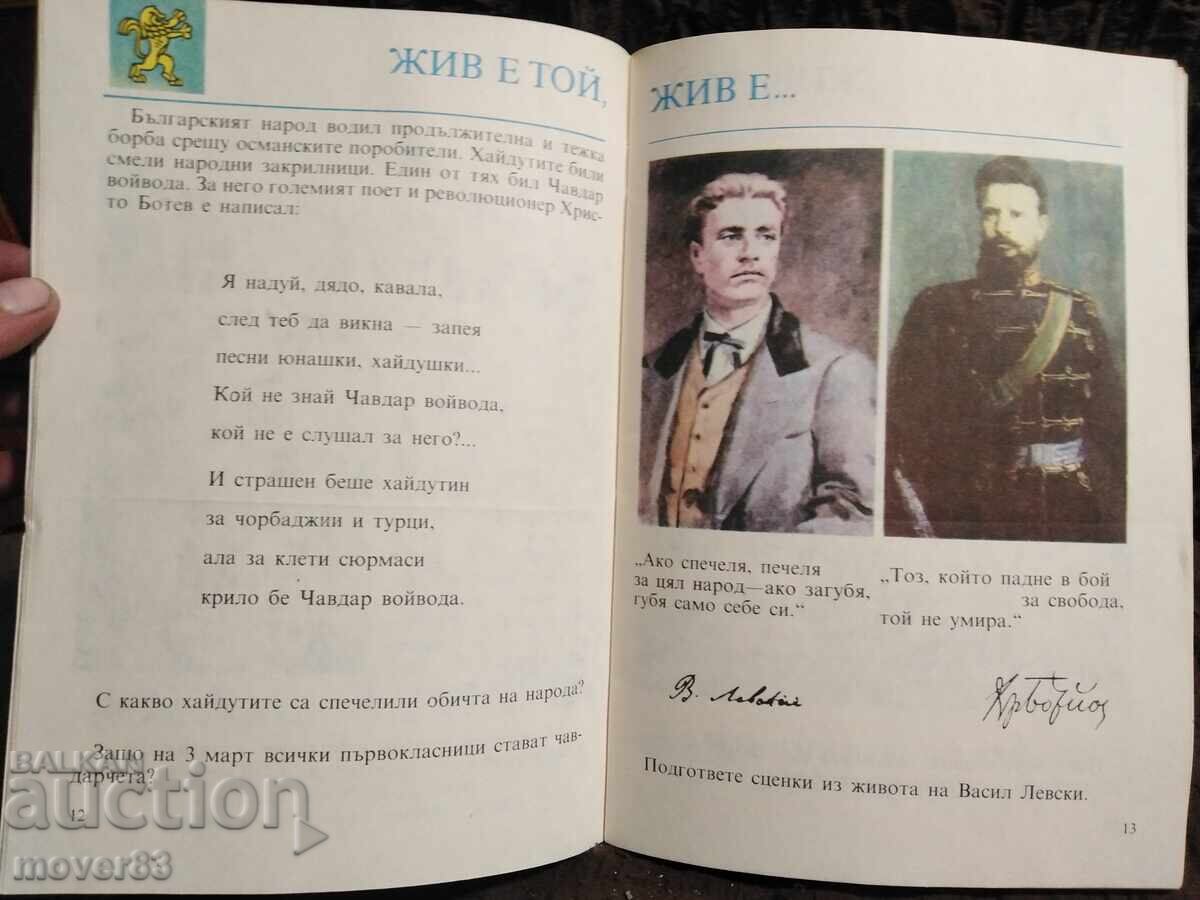 ЖИВ Е ТОЙ,
Българският народ водил продължителна и тежка
борба срещу османските поробители. Хайдутите били
смели народни закрилници. Един от тях бил Чавдар
войвода. За него големият поет и революционер Хрис-
то Ботев е написал:
Я надуй, дядо, кавала,
след теб да викна — запея
песни юнашки, хайдушки...
Кой не знай Чавдар войвода,
кой не е слушал за него?...
И страшен беше хайдутин
за чорбаджии и турци,
ала за клети сюрмаси
крило бе Чавдар войвода.
С какво хайдутите са спечелили обичта на народа?
Защо на 3 март всички първокласници стават чав-
дарчета?
12
ЖИВ Е...
„Ако спечеля, печеля
за цял народ—ако загубя,
губя само себе си.“
„Тоз, който падне в бой
за свобода,
той не умира.“
В. Левски
Хр Ботйов
Подгответе сценки из живота на Васил Левски.
13
BALKAN
auction
mover83